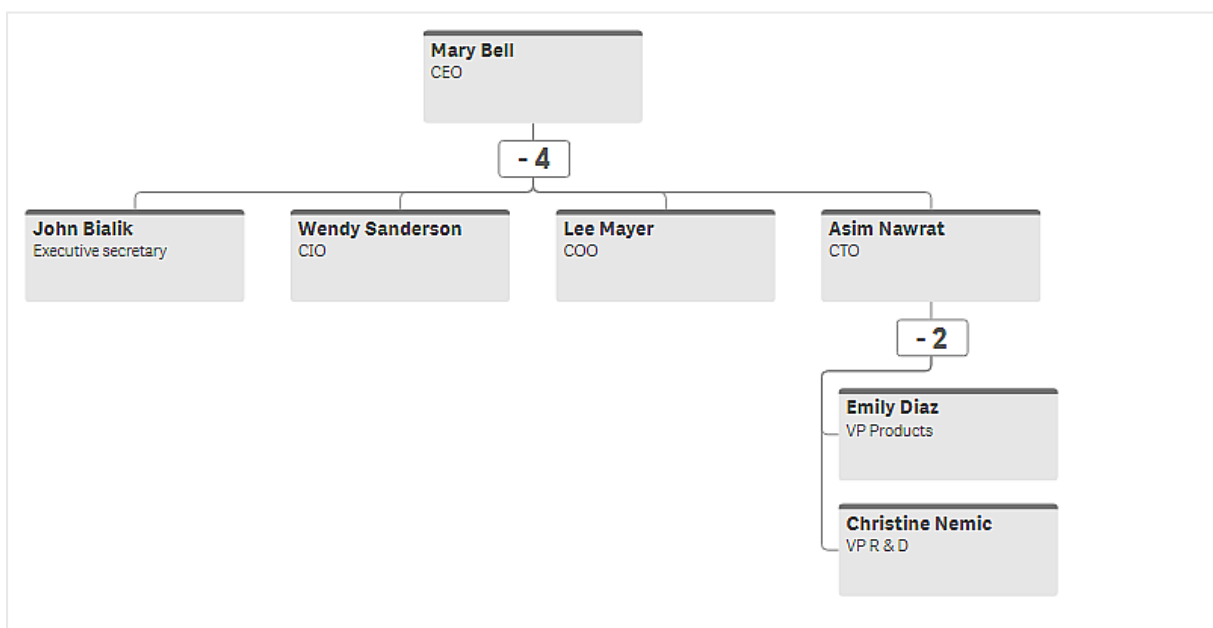 Mary Bell
CEO
- 4
John Bialik
Executive secretary
Wendy Sanderson
CIO
Lee Mayer
COO
Asim Nawrat
CTO
- 2
Emily Diaz
VP Products
Christine Nemic
VP R & D